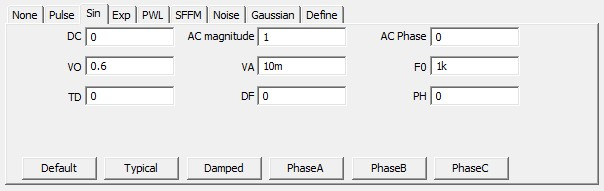 None Pulse Sin Exp PWL SFFM Noise Gaussian Define
DC 0 AC magnitude 1 AC Phase 0
VO 0.6 VA 10m F0 1k
TD 0 DF 0 PH 0
Default Typical Damped PhaseA PhaseB PhaseC